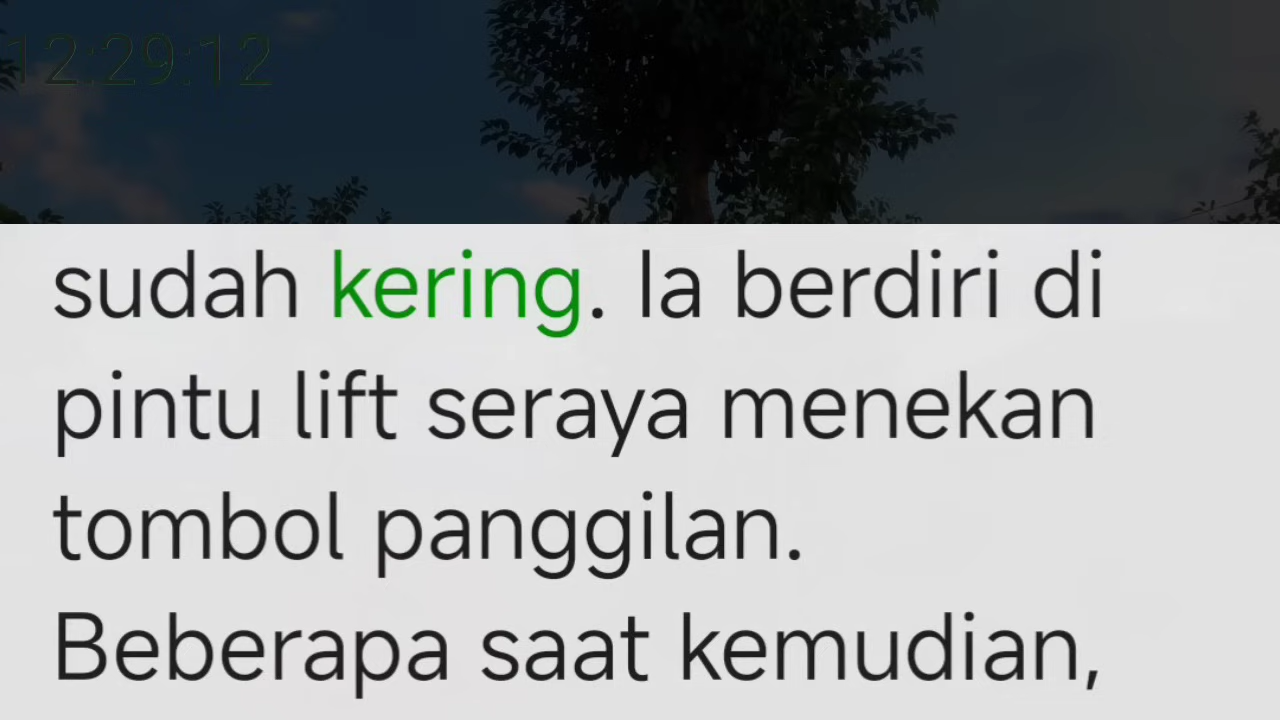 12:29:12
sudah kering. Ia berdiri di
pintu lift seraya menekan
tombol panggilan.
Beberapa saat kemudian,